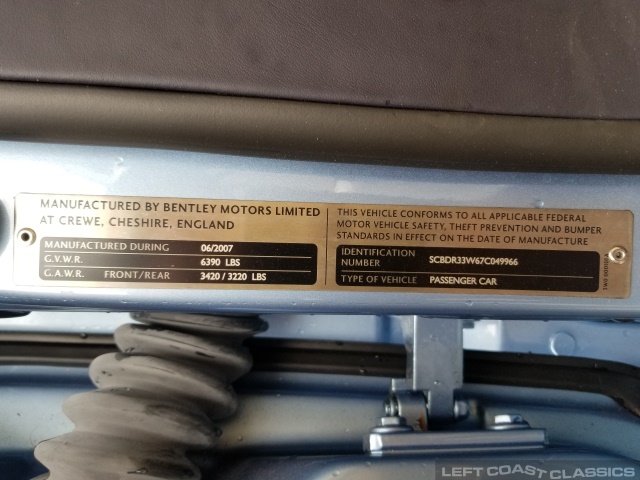 MANUFACTURED BY BENTLEY MOTORS LIMITED
AT CREWE, CHESHIRE, ENGLAND
MANUFACTURED DURING 06/2007
G.V.W.R. 6390 LBS
G.A.W.R. FRONT/REAR 3420 / 3220 LBS
THIS VEHICLE CONFORMS TO ALL APPLICABLE FEDERAL
MOTOR VEHICLE SAFETY, THEFT PREVENTION AND BUMPER
STANDARDS IN EFFECT ON THE DATE OF MANUFACTURE
IDENTIFICATION
NUMBER SCBDR33W67C049966
TYPE OF VEHICLE PASSENGER CAR
LEFT COAST CLASSICS